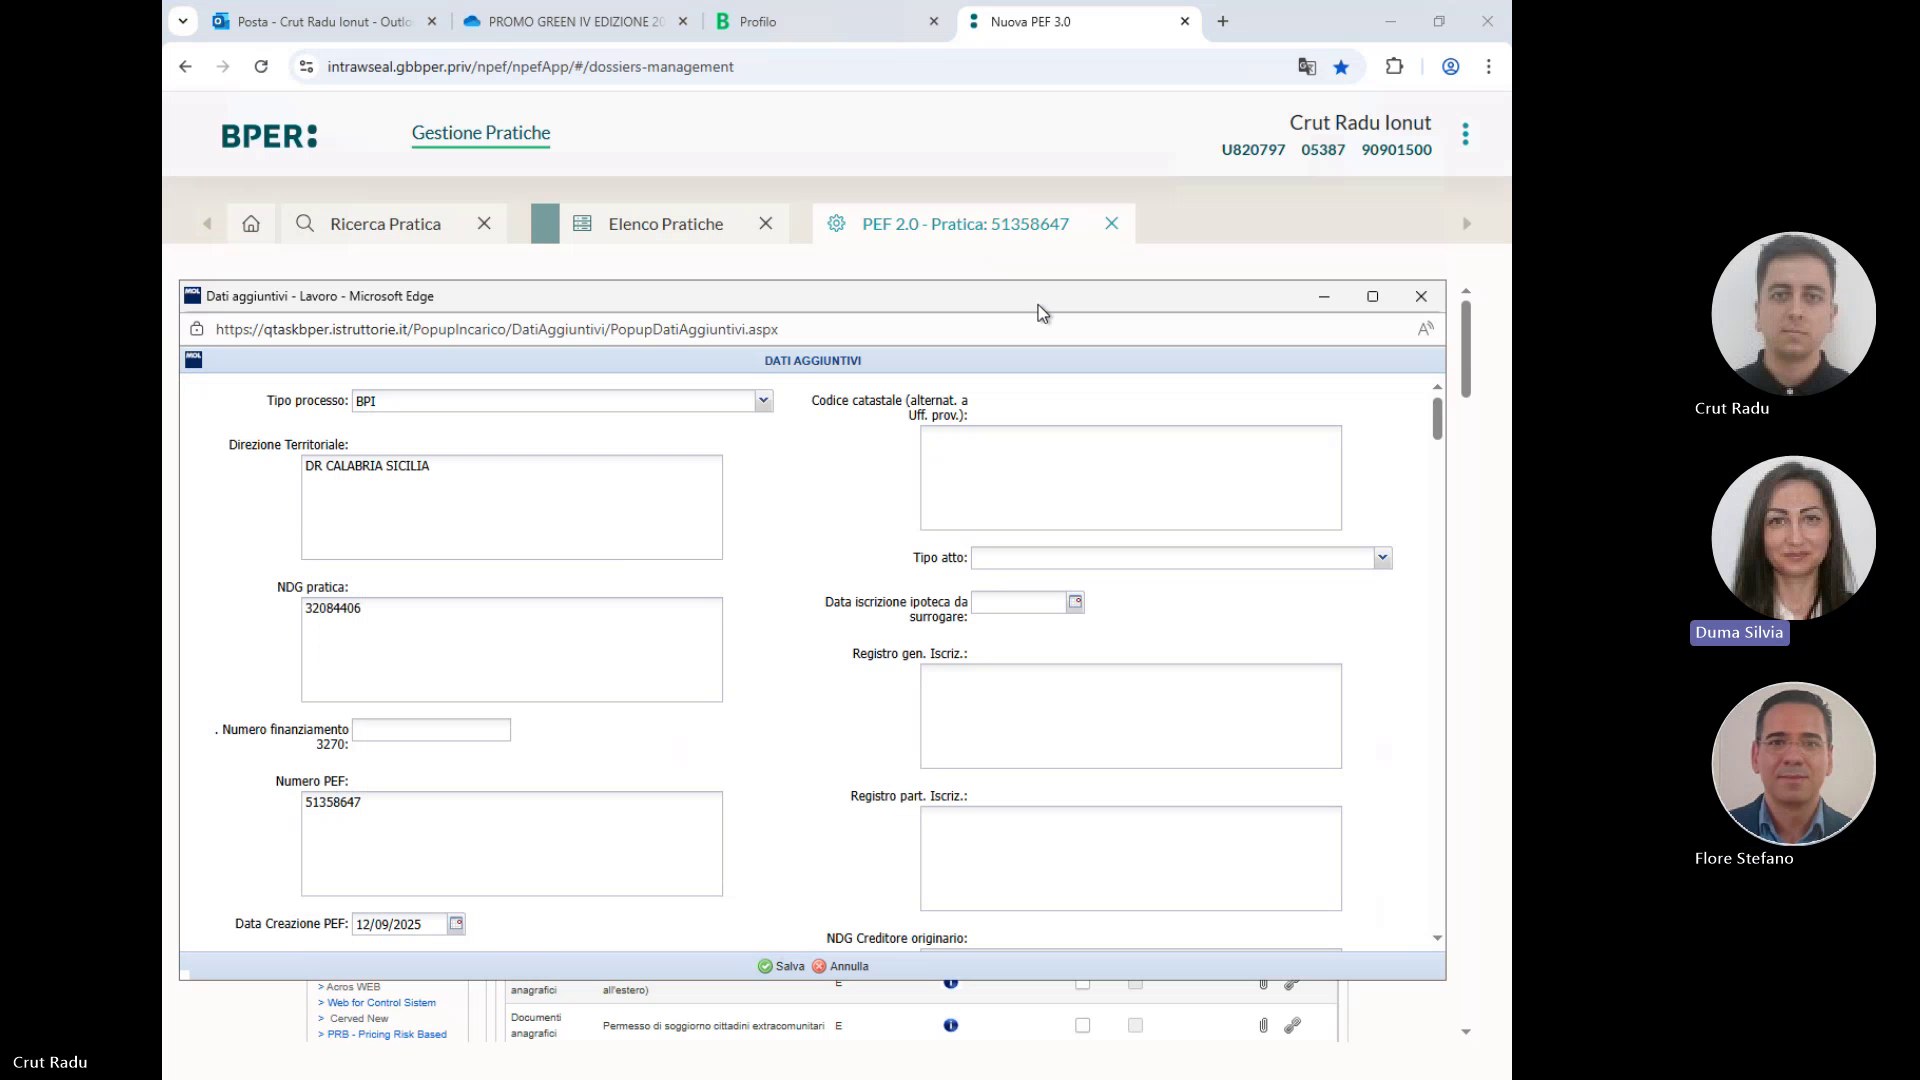 Posta - Crut Radu Ionut - Outlo
PROMO GREEN IV EDIZIONE 20
Profilo
Nuova PEF 3.0
intrawseal.gbbper.priv/npef/npefApp/#/dossiers-management
BPER:
Gestione Pratiche
Crut Radu Ionut
U820797 05387 90901500
Ricerca Pratica
Elenco Pratiche
PEF 2.0 - Pratica: 51358647
MOL
Dati aggiuntivi - Lavoro - Microsoft Edge
https://qtaskbper.istruttorie.it/PopupIncarico/DatiAggiuntivi/PopupDatiAggiuntivi.aspx
MOL
DATI AGGIUNTIVI
Tipo processo: BPI
Direzione Territoriale:
DR CALABRIA SICILIA
NDG pratica:
32084406
. Numero finanziamento
3270:
Numero PEF:
51358647
Data Creazione PEF: 12/09/2025
Codice catastale (alternat. a
Uff. prov.):
Tipo atto:
Data iscrizione ipoteca da
surrogare:
Registro gen. Iscriz.:
Registro part. Iscriz.:
NDG Creditore originario:
Salva Annulla
> Acros WEB
> Web for Control Sistem
> Cerved New
> PRB - Pricing Risk Based
anagrafici
all'estero)
E
Documenti
anagrafici
Permesso di soggiorno cittadini extracomunitari
E
Crut Radu
Duma Silvia
Flore Stefano
Crut Radu